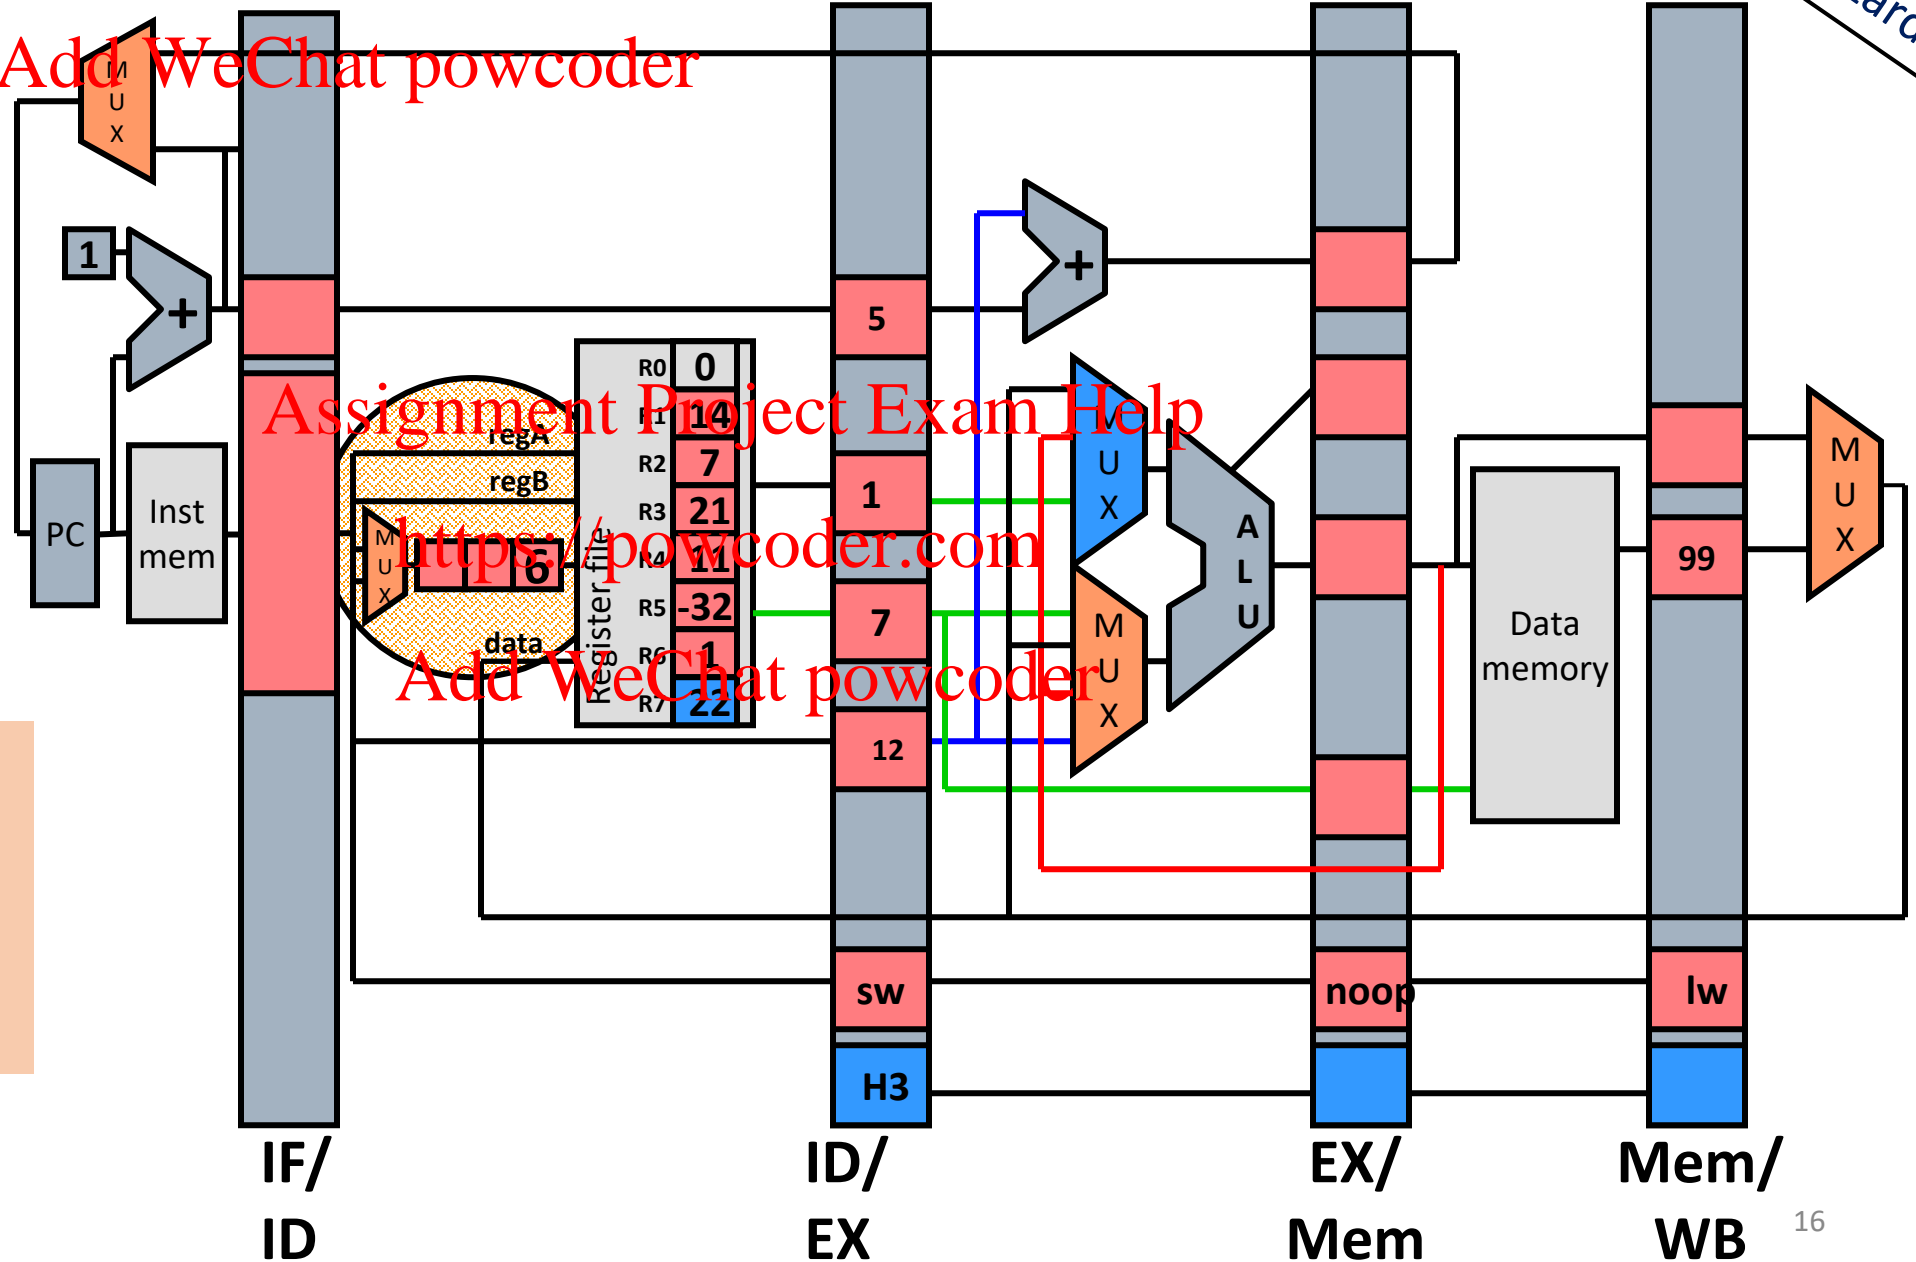 Add WeChat powcoder
M
U
X
1
+
+
5
R0 0
Assignment Project Exam Help
R1 14
regA
R2 7
regB
R3 21
1
M
U
X
PC
Inst
mem
M
U
X
6
https://powcoder.com
R4 11
R5 -32
R6 1
R7 22
Register file
data
Add WeChat powcoder
7
12
M
U
X
A
L
U
Data
memory
99
M
U
X
sw
noop
lw
H3
IF/
ID
ID/
EX
EX/
Mem
Mem/
WB
16